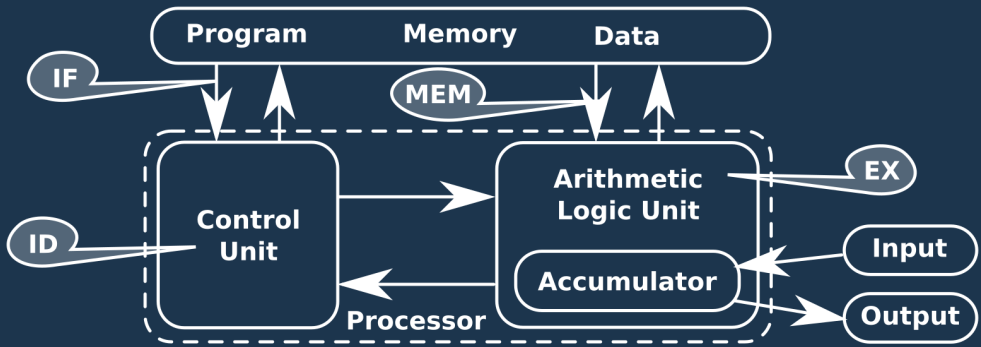 Program Memory Data
IF
MEM
Arithmetic
Logic Unit
EX
Control
Unit
ID
Input
Accumulator
Output
Processor